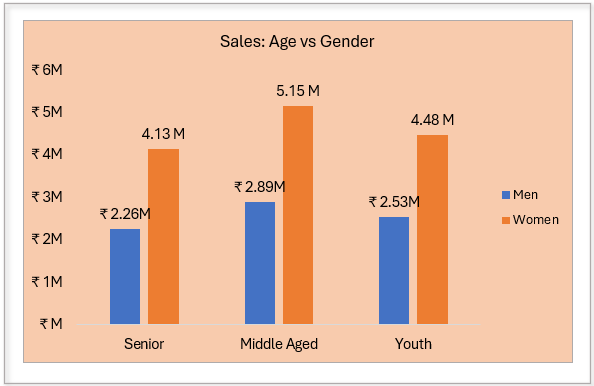 Sales: Age vs Gender
₹ 6M
₹ 5M
₹ 4M
₹ 3M
₹ 2M
₹ 1M
₹ M
₹ 2.26M
4.13 M
₹ 2.89M
5.15 M
₹ 2.53M
4.48 M
Senior
Middle Aged
Youth
Men
Women